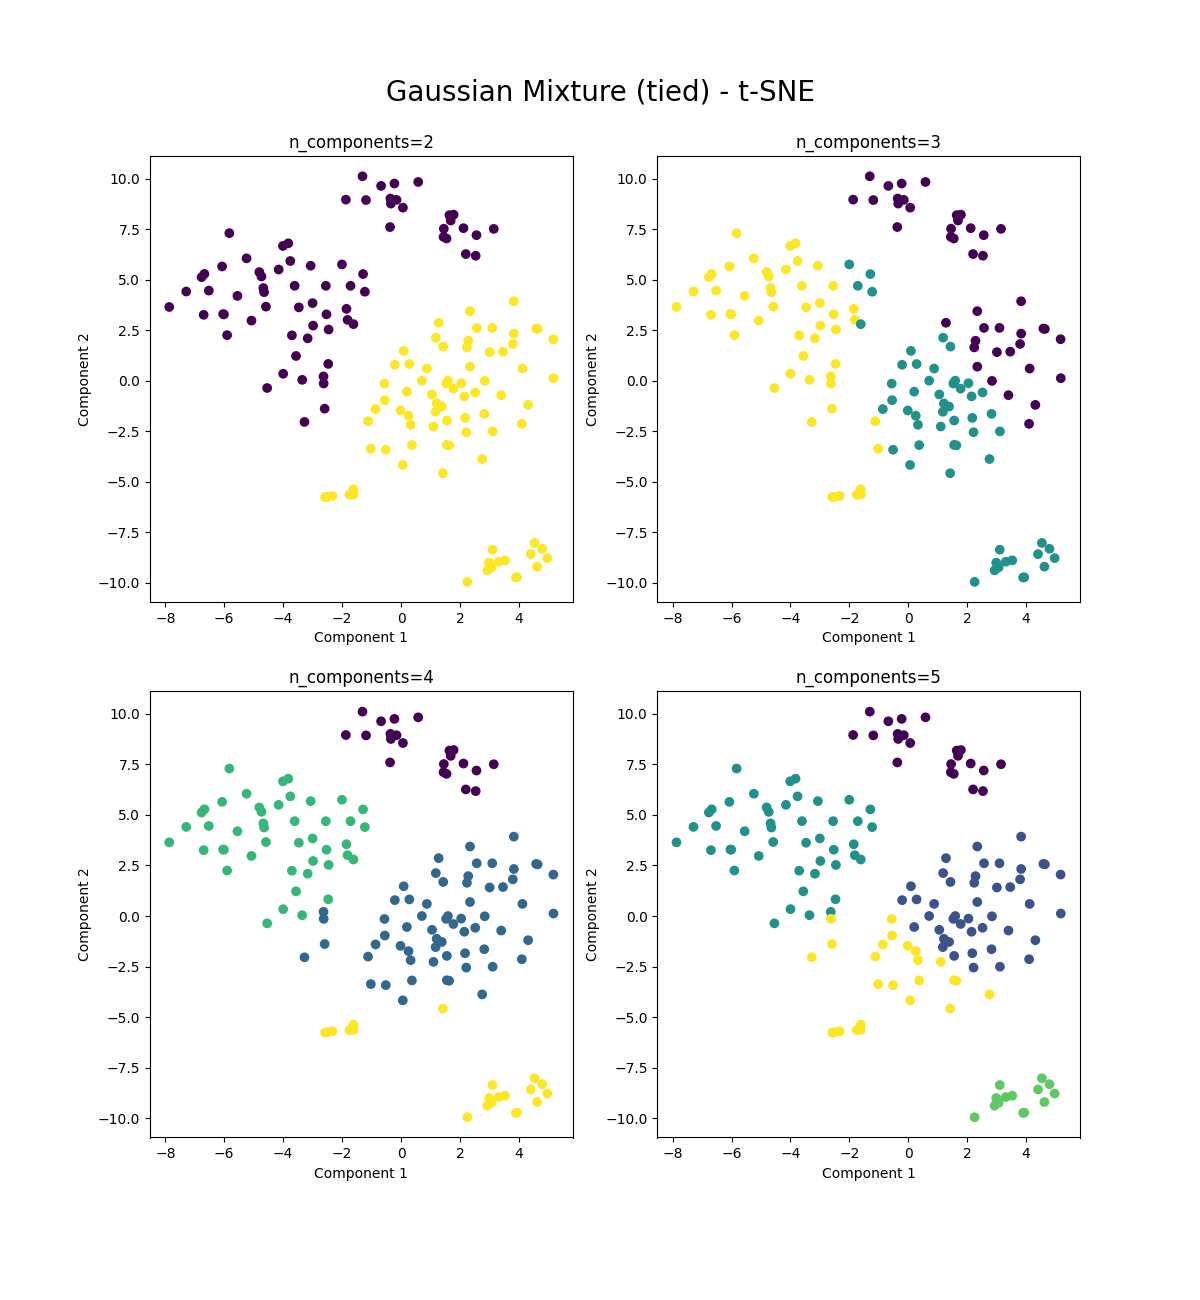 Gaussian Mixture (tied) - t-SNE
n_components=2
n_components=3
10.0
7.5
5.0
2.5
0.0
−2.5
−5.0
−7.5
−10.0
Component 2
−8 −6 −4 −2 0 2 4
Component 1
10.0
7.5
5.0
2.5
0.0
−2.5
−5.0
−7.5
−10.0
Component 2
−8 −6 −4 −2 0 2 4
Component 1
n_components=4
n_components=5
10.0
7.5
5.0
2.5
0.0
−2.5
−5.0
−7.5
−10.0
Component 2
−8 −6 −4 −2 0 2 4
Component 1
10.0
7.5
5.0
2.5
0.0
−2.5
−5.0
−7.5
−10.0
Component 2
−8 −6 −4 −2 0 2 4
Component 1